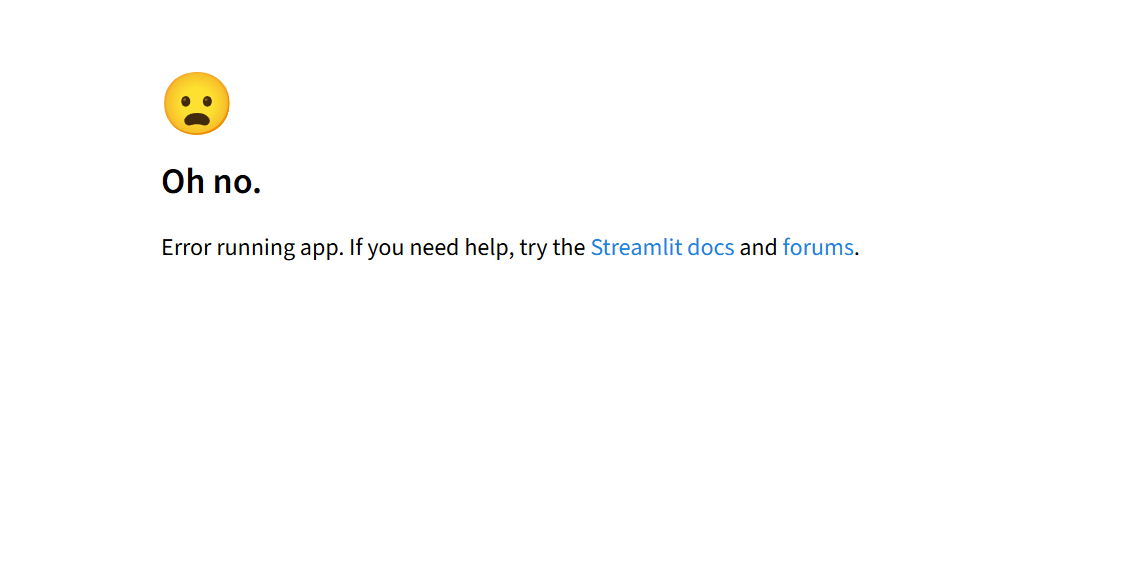 Oh no.
Error running app. If you need help, try the Streamlit docs and forums.